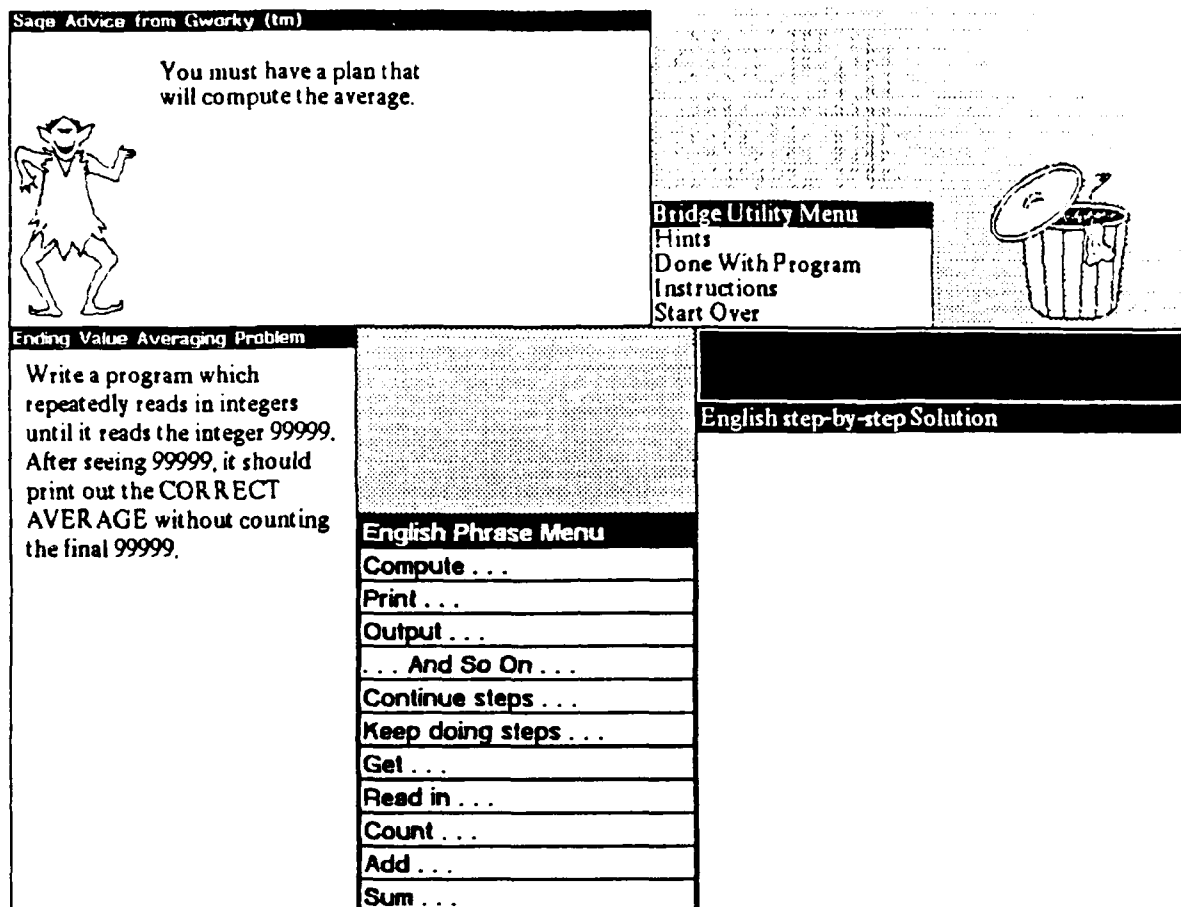 Sage Advice from Gworky (tm)
You must have a plan that
will compute the average.
Bridge Utility Menu
Hints
Done With Program
Instructions
Start Over
Ending Value Averaging Problem
Write a program which
repeatedly reads in integers
until it reads the integer 99999.
After seeing 99999, it should
print out the CORRECT
AVERAGE without counting
the final 99999.
English Phrase Menu
Compute . . .
Print . . .
Output . . .
. . . And So On . . .
Continue steps . . .
Keep doing steps . . .
Get . . .
Read in . . .
Count . . .
Add . . .
Sum . . .
English step-by-step Solution